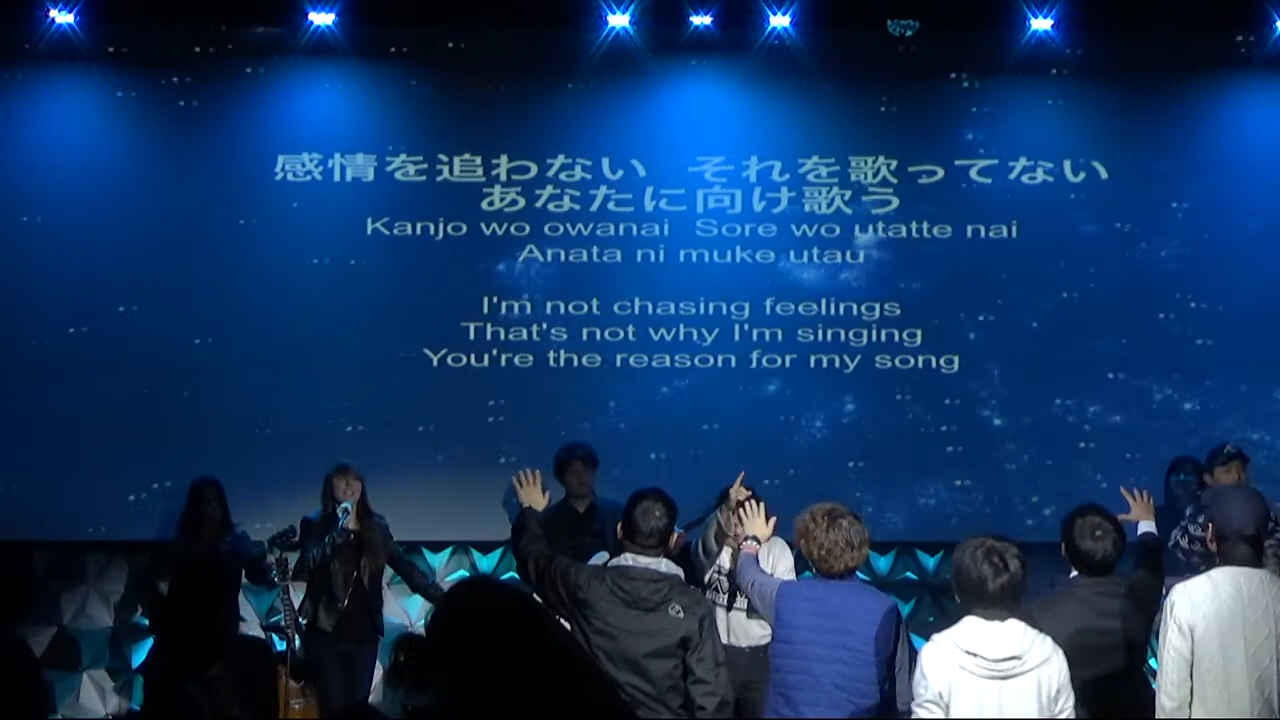 感情を追わない それを歌ってない
あなたに向け歌う
Kanjo wo owanai Sore wo utatte nai
Anata ni muke utau
I'm not chasing feelings
That's not why I'm singing
You're the reason for my song